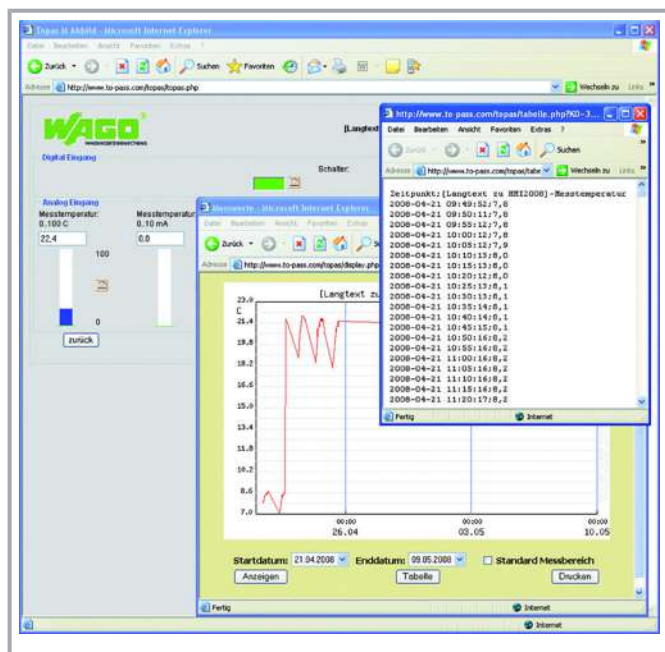 Topas M Abbild - Microsoft Internet Explorer
Datei Bearbeiten Ansicht Favoriten Extras ?
Zurück Suchen Favoriten
Adresse http://www.to-pass.com/topas/topas.php Wechseln zu Links
WAGO
[Langtext
Digital Eingang
Schalter:
Analog Eingang
Messtemperatur: Messtemperatur
0..100 C 0..10 mA
22,4 0,0
100
0
zurück
Messwerte - Microsoft Internet Explorer
Datei Bearbeiten Ansicht Favoriten
Zurück
Adresse http://www.to-pass.com/topas/display.php
[Langtext zu
23.0
C
21.4
19.8
18.2
16.6
15.0
13.4
11.8
10.2
8.6
7.0
00:00 00:00 00:00
26.04 03.05 10.05
Startdatum: 21.04.2008 Enddatum: 09.05.2008 Standard Messbereich
Anzeigen Tabelle Drucken
Fertig Internet
http://www.to-pass.com/topas/tabelle.php?KD-3...
Datei Bearbeiten Ansicht Favoriten Extras ?
Zurück Suchen
Adresse http://www.to-pass.com/topas/tabe Wechseln zu Links
Zeitpunkt;[Langtext zu HMI2008]-Messtemperatur
2008-04-21 09:49:52;7,8
2008-04-21 09:50:11;7,8
2008-04-21 09:55:12;7,8
2008-04-21 10:00:12;7,8
2008-04-21 10:05:12;7,9
2008-04-21 10:10:13;8,0
2008-04-21 10:15:13;8,0
2008-04-21 10:20:12;8,0
2008-04-21 10:25:13;8,1
2008-04-21 10:30:13;8,1
2008-04-21 10:35:14;8,1
2008-04-21 10:40:14;8,1
2008-04-21 10:45:15;8,1
2008-04-21 10:50:16;8,2
2008-04-21 10:55:16;8,2
2008-04-21 11:00:16;8,2
2008-04-21 11:05:16;8,2
2008-04-21 11:10:16;8,2
2008-04-21 11:15:16;8,2
2008-04-21 11:20:17;8,2
Fertig Internet
Internet